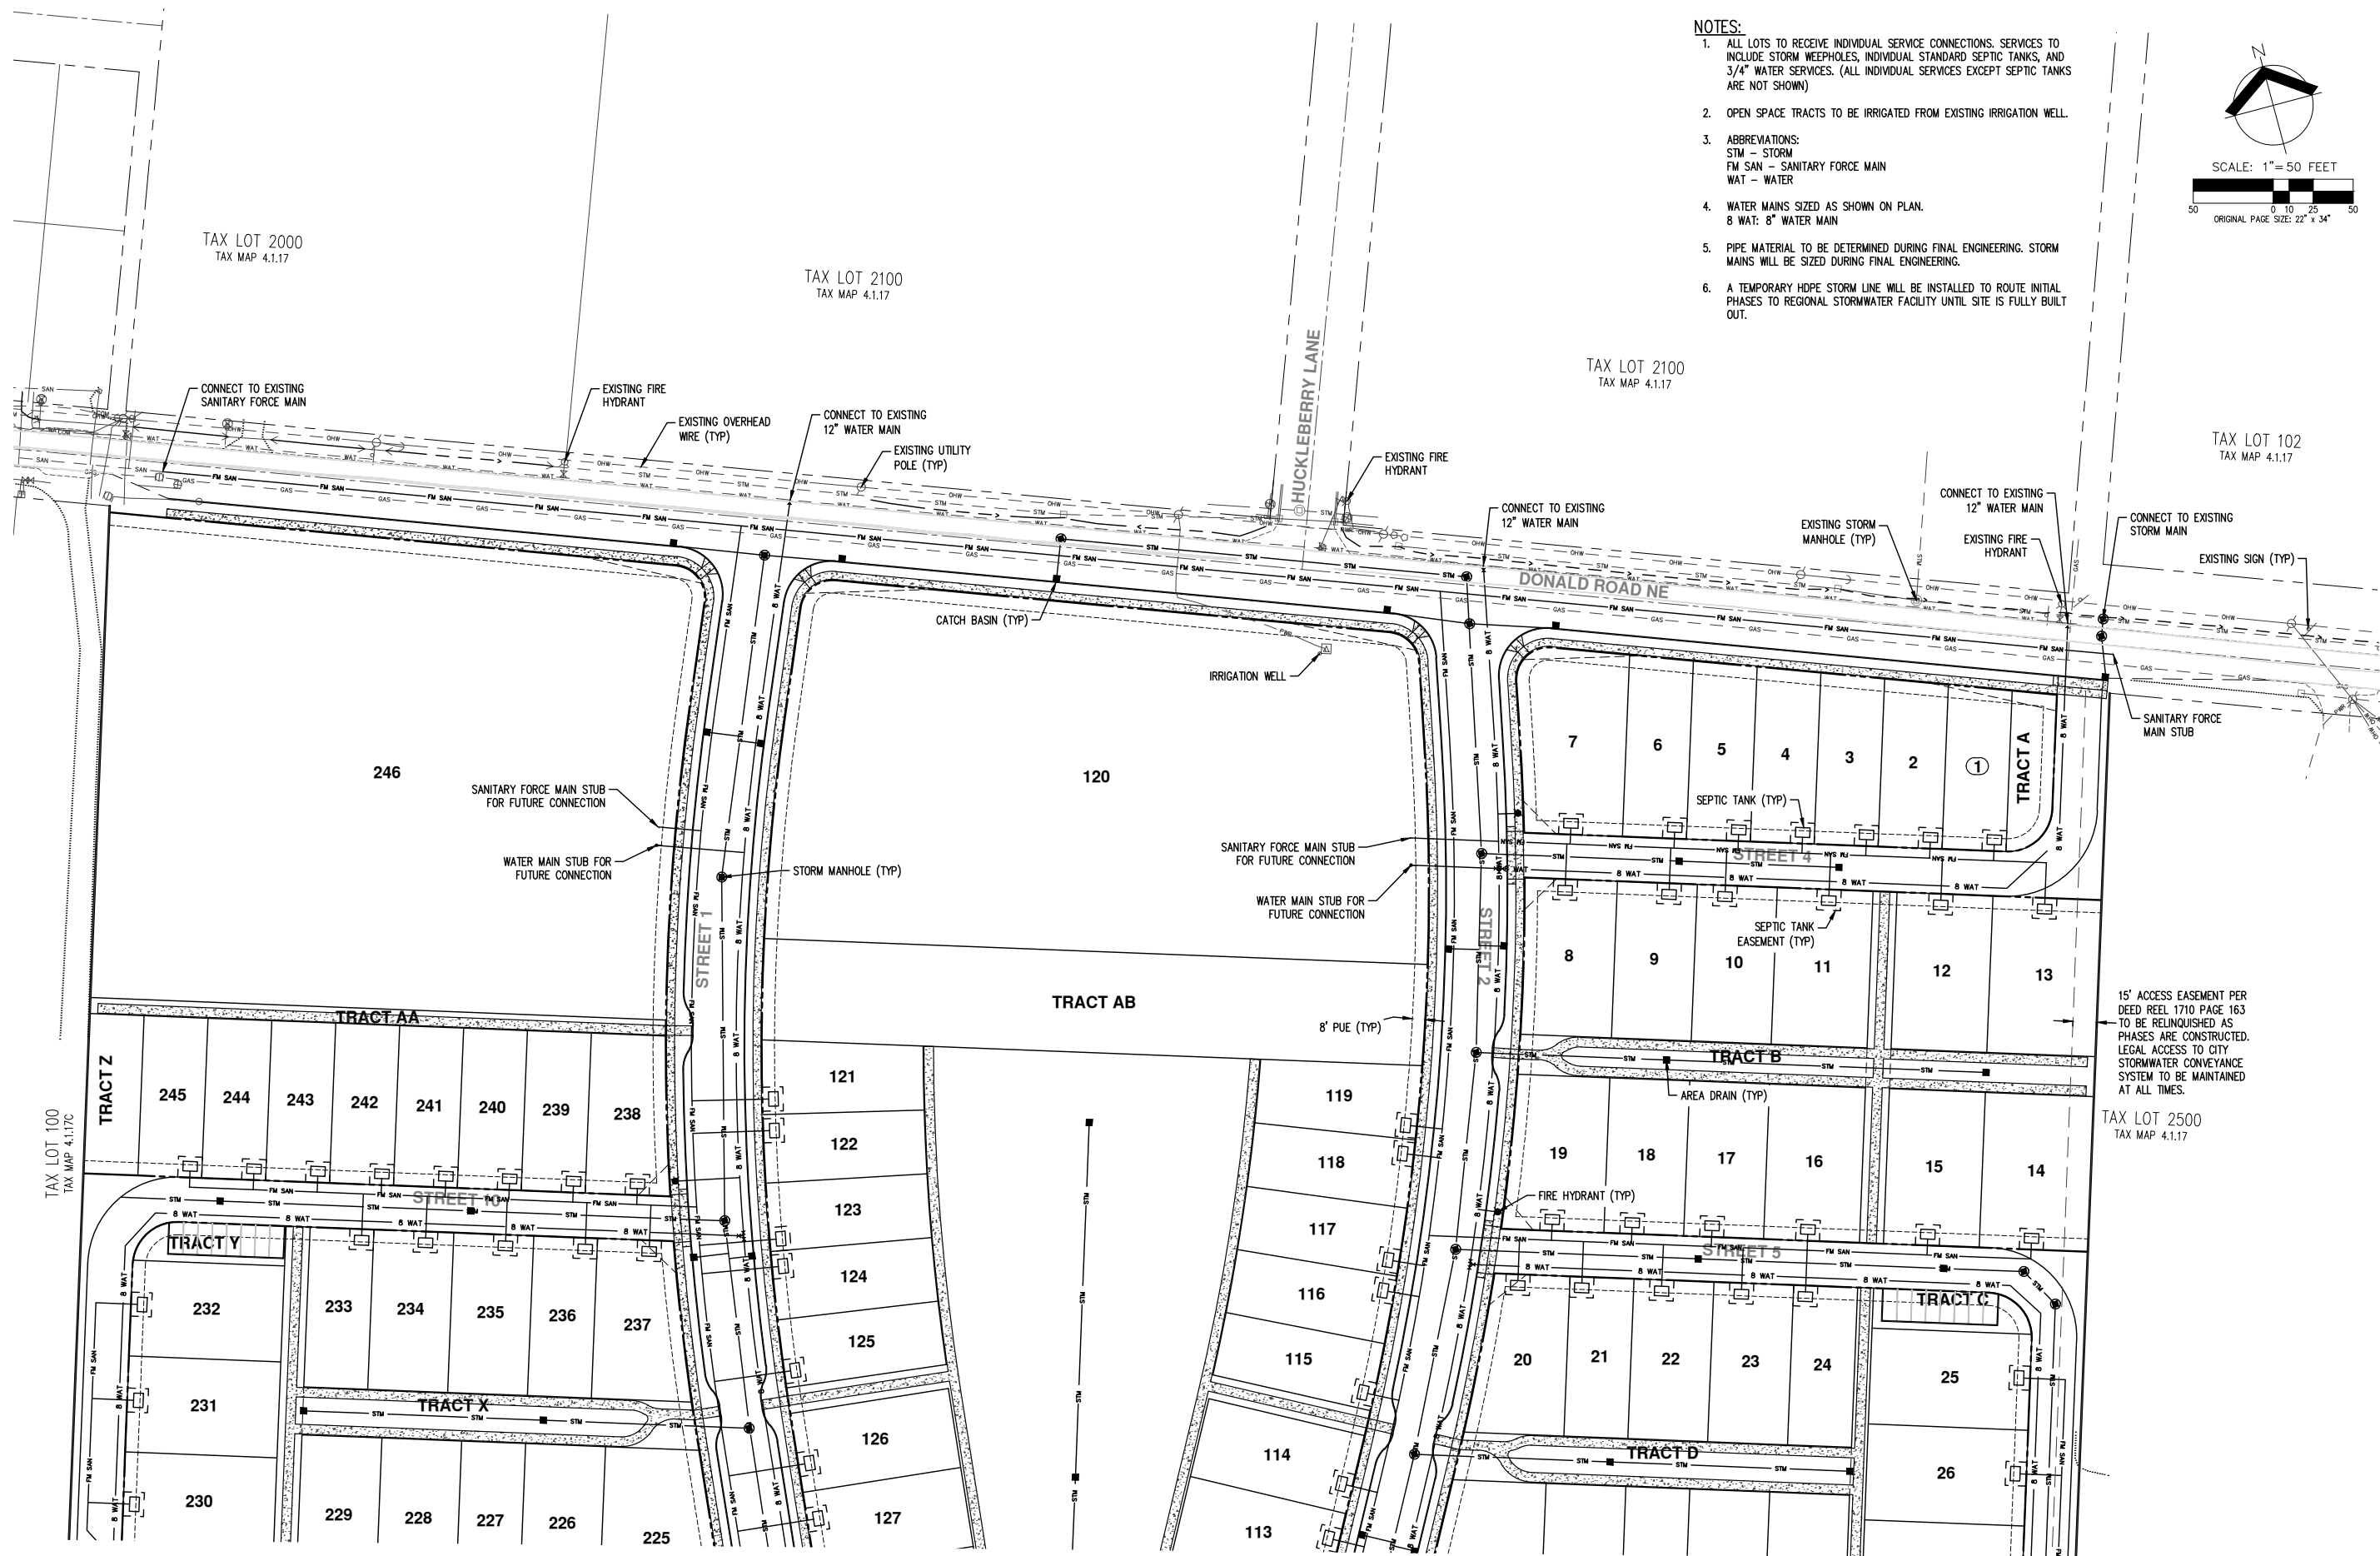 NOTES:
1. ALL LOTS TO RECEIVE INDIVIDUAL SERVICE CONNECTIONS. SERVICES TO
INCLUDE STORM WEEPHOLES, INDIVIDUAL STANDARD SEPTIC TANKS, AND
3/4" WATER SERVICES. (ALL INDIVIDUAL SERVICES EXCEPT SEPTIC TANKS
ARE NOT SHOWN)
2. OPEN SPACE TRACTS TO BE IRRIGATED FROM EXISTING IRRIGATION WELL.
3. ABBREVIATIONS:
STM – STORM
FM SAN – SANITARY FORCE MAIN
WAT – WATER
4. WATER MAINS SIZED AS SHOWN ON PLAN.
8 WAT: 8" WATER MAIN
5. PIPE MATERIAL TO BE DETERMINED DURING FINAL ENGINEERING. STORM
MAINS WILL BE SIZED DURING FINAL ENGINEERING.
6. A TEMPORARY HDPE STORM LINE WILL BE INSTALLED TO ROUTE INITIAL
PHASES TO REGIONAL STORMWATER FACILITY UNTIL SITE IS FULLY BUILT
OUT.
N
SCALE: 1"=50 FEET
50 0 10 25 50
ORIGINAL PAGE SIZE: 22" x 34"
TAX LOT 2000
TAX MAP 4.1.17
TAX LOT 2100
TAX MAP 4.1.17
HUCKLEBERRY LANE
TAX LOT 2100
TAX MAP 4.1.17
TAX LOT 102
TAX MAP 4.1.17
CONNECT TO EXISTING
SANITARY FORCE MAIN
EXISTING FIRE
HYDRANT
EXISTING OVERHEAD
WIRE (TYP)
CONNECT TO EXISTING
12" WATER MAIN
EXISTING UTILITY
POLE (TYP)
EXISTING FIRE
HYDRANT
CONNECT TO EXISTING
12" WATER MAIN
EXISTING STORM
MANHOLE (TYP)
CONNECT TO EXISTING
12" WATER MAIN
EXISTING FIRE
HYDRANT
CONNECT TO EXISTING
STORM MAIN
EXISTING SIGN (TYP)
DONALD ROAD NE
CATCH BASIN (TYP)
IRRIGATION WELL
SANITARY FORCE
MAIN STUB
246
120
7
6
5
4
3
2
1
TRACT A
SANITARY FORCE MAIN STUB
FOR FUTURE CONNECTION
WATER MAIN STUB FOR
FUTURE CONNECTION
STORM MANHOLE (TYP)
SANITARY FORCE MAIN STUB
FOR FUTURE CONNECTION
WATER MAIN STUB FOR
FUTURE CONNECTION
SEPTIC TANK (TYP)
STREET 4
SEPTIC TANK
EASEMENT (TYP)
STREET 1
STREET 2
8
9
10
11
12
13
TRACT AA
TRACT AB
8' PUE (TYP)
15' ACCESS EASEMENT PER
DEED REEL 1710 PAGE 163
TO BE RELINQUISHED AS
PHASES ARE CONSTRUCTED.
LEGAL ACCESS TO CITY
STORMWATER CONVEYANCE
SYSTEM TO BE MAINTAINED
AT ALL TIMES.
TRACT B
AREA DRAIN (TYP)
TAX LOT 2500
TAX MAP 4.1.17
TAX LOT 100
TAX MAP 4.1.17C
TRACT Z
245
244
243
242
241
240
239
238
121
122
123
124
125
126
127
119
118
117
116
115
114
113
19
18
17
16
15
14
FIRE HYDRANT (TYP)
STREET 10
STREET 5
TRACT Y
TRACT C
232
233
234
235
236
237
20
21
22
23
24
25
231
TRACT X
TRACT D
26
230
229
228
227
226
225